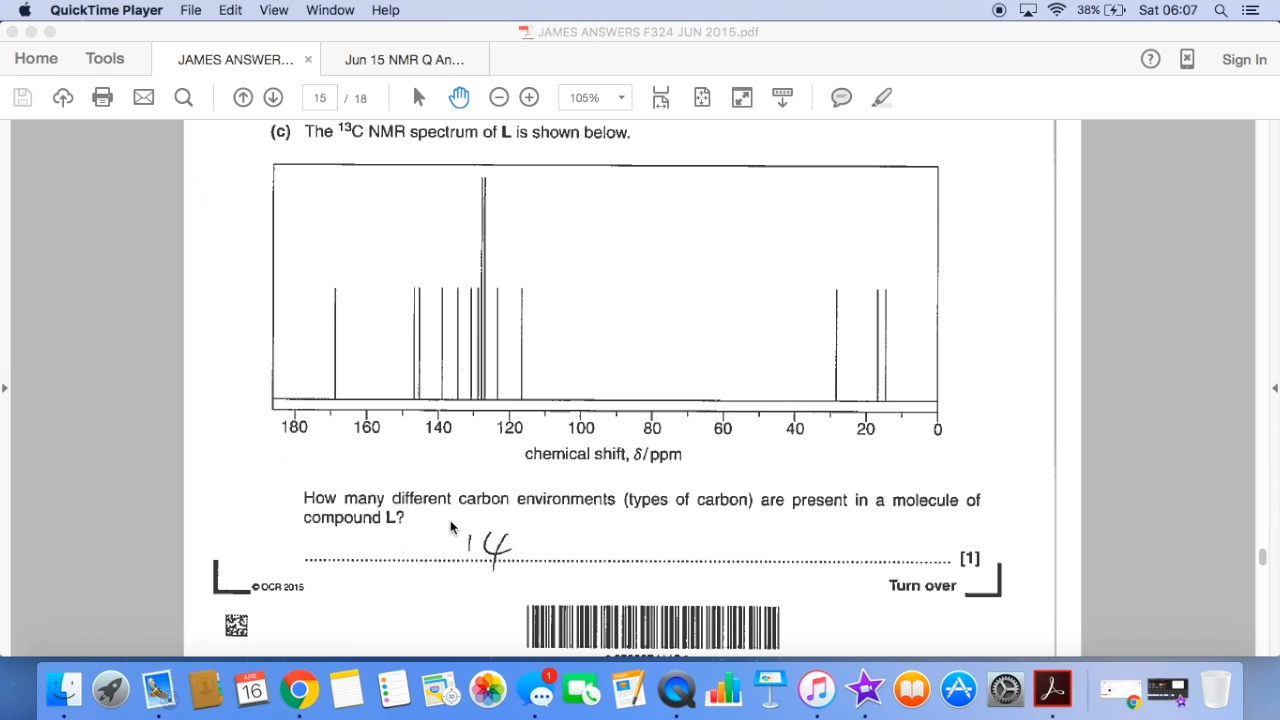 QuickTime Player File Edit View Window Help 38% Sat 06:07
JAMES ANSWERS F324 JUN 2015.pdf
Home Tools JAMES ANSWER... × Jun 15 NMR Q An... Sign In
15 / 18 105%
(c) The ¹³C NMR spectrum of L is shown below.
180 160 140 120 100 80 60 40 20 0
chemical shift, δ/ppm
How many different carbon environments (types of carbon) are present in a molecule of
compound L?
14
[1]
© OCR 2015 Turn over
APR
16
1